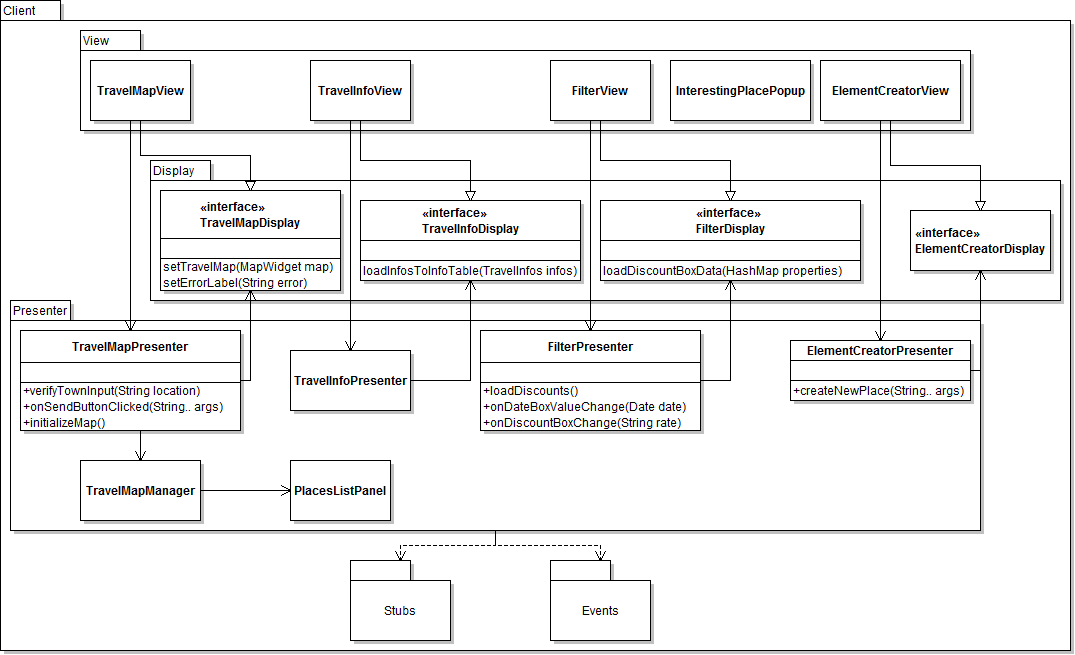 Client
View
TravelMapView
TravelInfoView
FilterView
InterestingPlacePopup
ElementCreatorView
Display
«interface»
TravelMapDisplay
setTravelMap(MapWidget map)
setErrorLabel(String error)
«interface»
TravelInfoDisplay
loadInfosToInfoTable(TravelInfos infos)
«interface»
FilterDisplay
loadDiscountBoxData(HashMap properties)
«interface»
ElementCreatorDisplay
Presenter
TravelMapPresenter
+verifyTownInput(String location)
+onSendButtonClicked(String.. args)
+initializeMap()
TravelInfoPresenter
FilterPresenter
+loadDiscounts()
+onDateBoxValueChange(Date date)
+onDiscountBoxChange(String rate)
ElementCreatorPresenter
+createNewPlace(String.. args)
TravelMapManager
PlacesListPanel
Stubs
Events